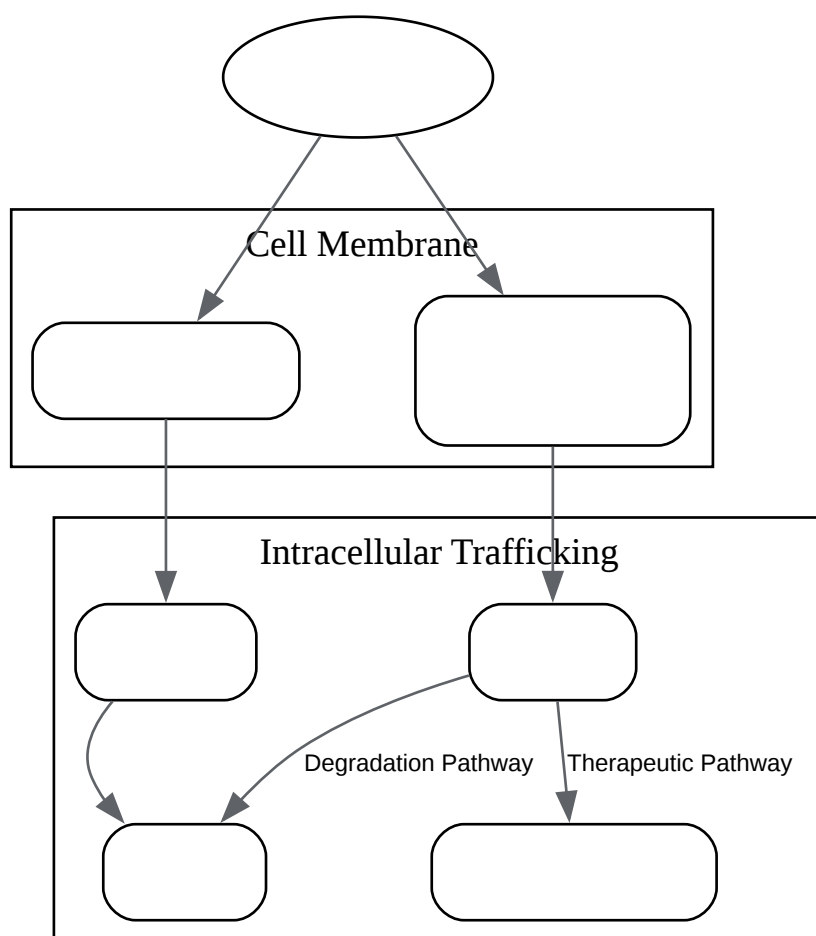 Cell Membrane
Intracellular Trafficking
Degradation Pathway
Therapeutic Pathway